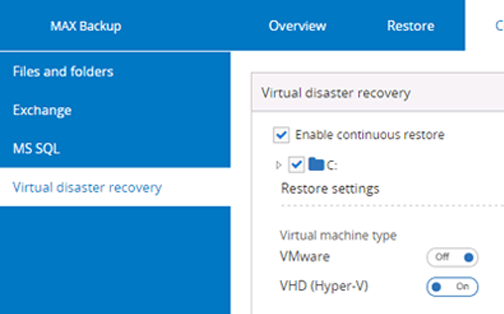 MAX Backup Overview Restore C
Files and folders
Exchange
MS SQL
Virtual disaster recovery
Virtual disaster recovery
Enable continuous restore
C:
Restore settings
Virtual machine type
VMware Off
VHD (Hyper-V) On